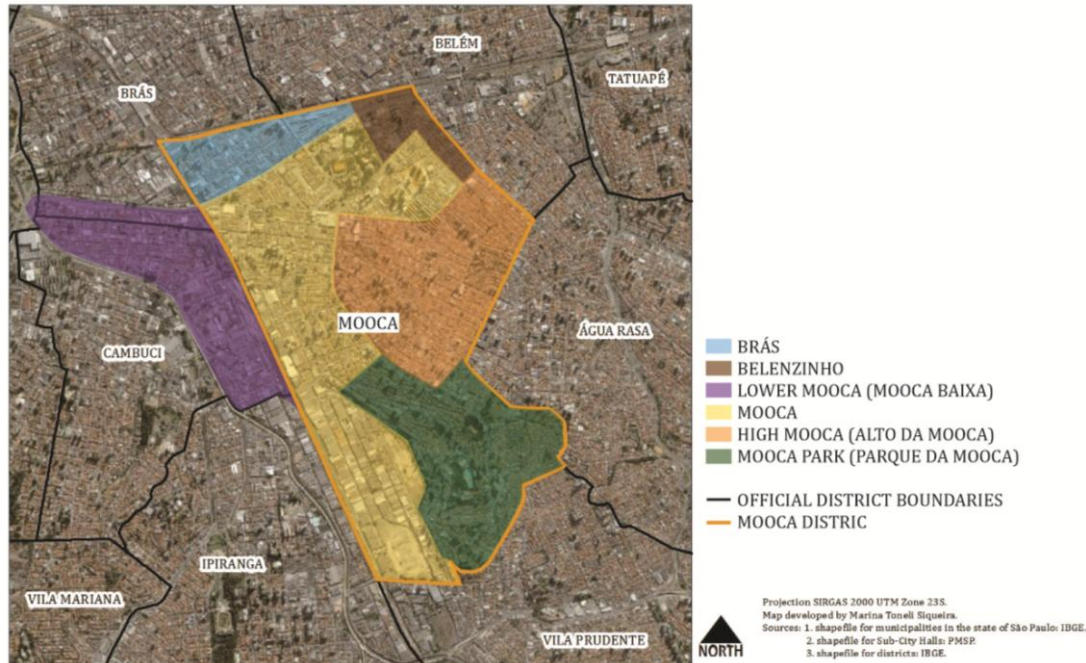 BELÉM
TATUAPÉ
BRÁS
MOOCA
ÁGUA RASA
CAMBUCI
IPIRANGA
VILA MARIANA
VILA PRUDENTE
BRÁS
BELENZINHO
LOWER MOOCA (MOOCA BAIXA)
MOOCA
HIGH MOOCA (ALTO DA MOOCA)
MOOCA PARK (PARQUE DA MOOCA)
OFFICIAL DISTRICT BOUNDARIES
MOOCA DISTRIC
NORTH
Projection SIRGAS 2000 UTM Zone 23S.
Map developed by Marina Toneli Siqueira.
Sources: 1. shapefile for municipalities in the state of São Paulo: IBGE.
2. shapefile for Sub-City Halls: PMSP.
3. shapefile for districts: IBGE.